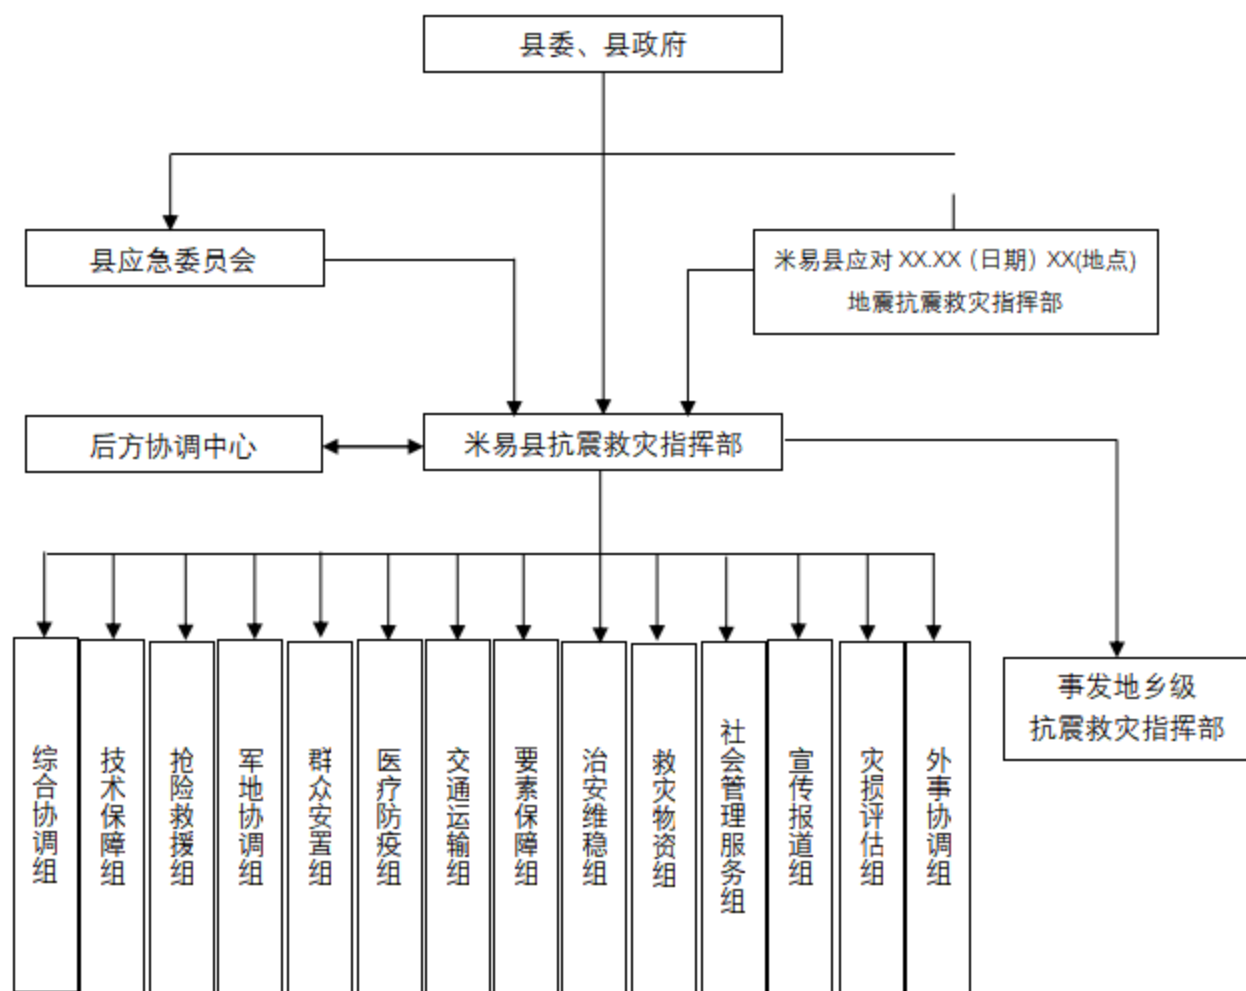 县委、县政府
县应急委员会
米易县应对 XX.XX（日期）XX(地点)
地震抗震救灾指挥部
后方协调中心
米易县抗震救灾指挥部
事发地乡级
抗震救灾指挥部
综合协调组
技术保障组
抢险救援组
军地协调组
群众安置组
医疗防疫组
交通运输组
要素保障组
治安维稳组
救灾物资组
社会管理服务组
宣传报道组
灾损评估组
外事协调组